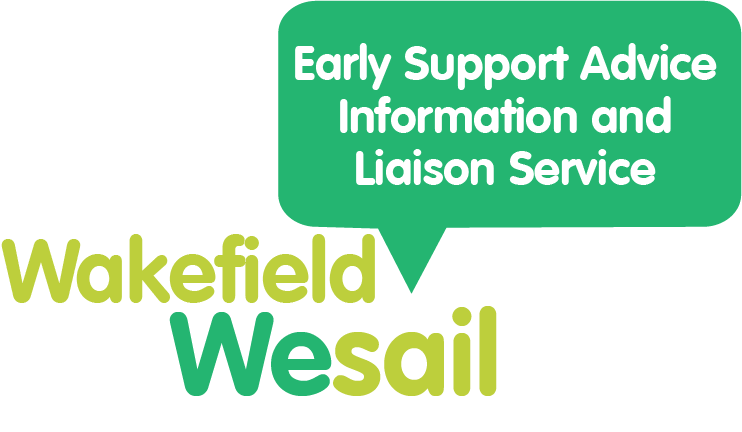 Early Support Advice
Information and
Liaison Service
Wakefield
Wesail